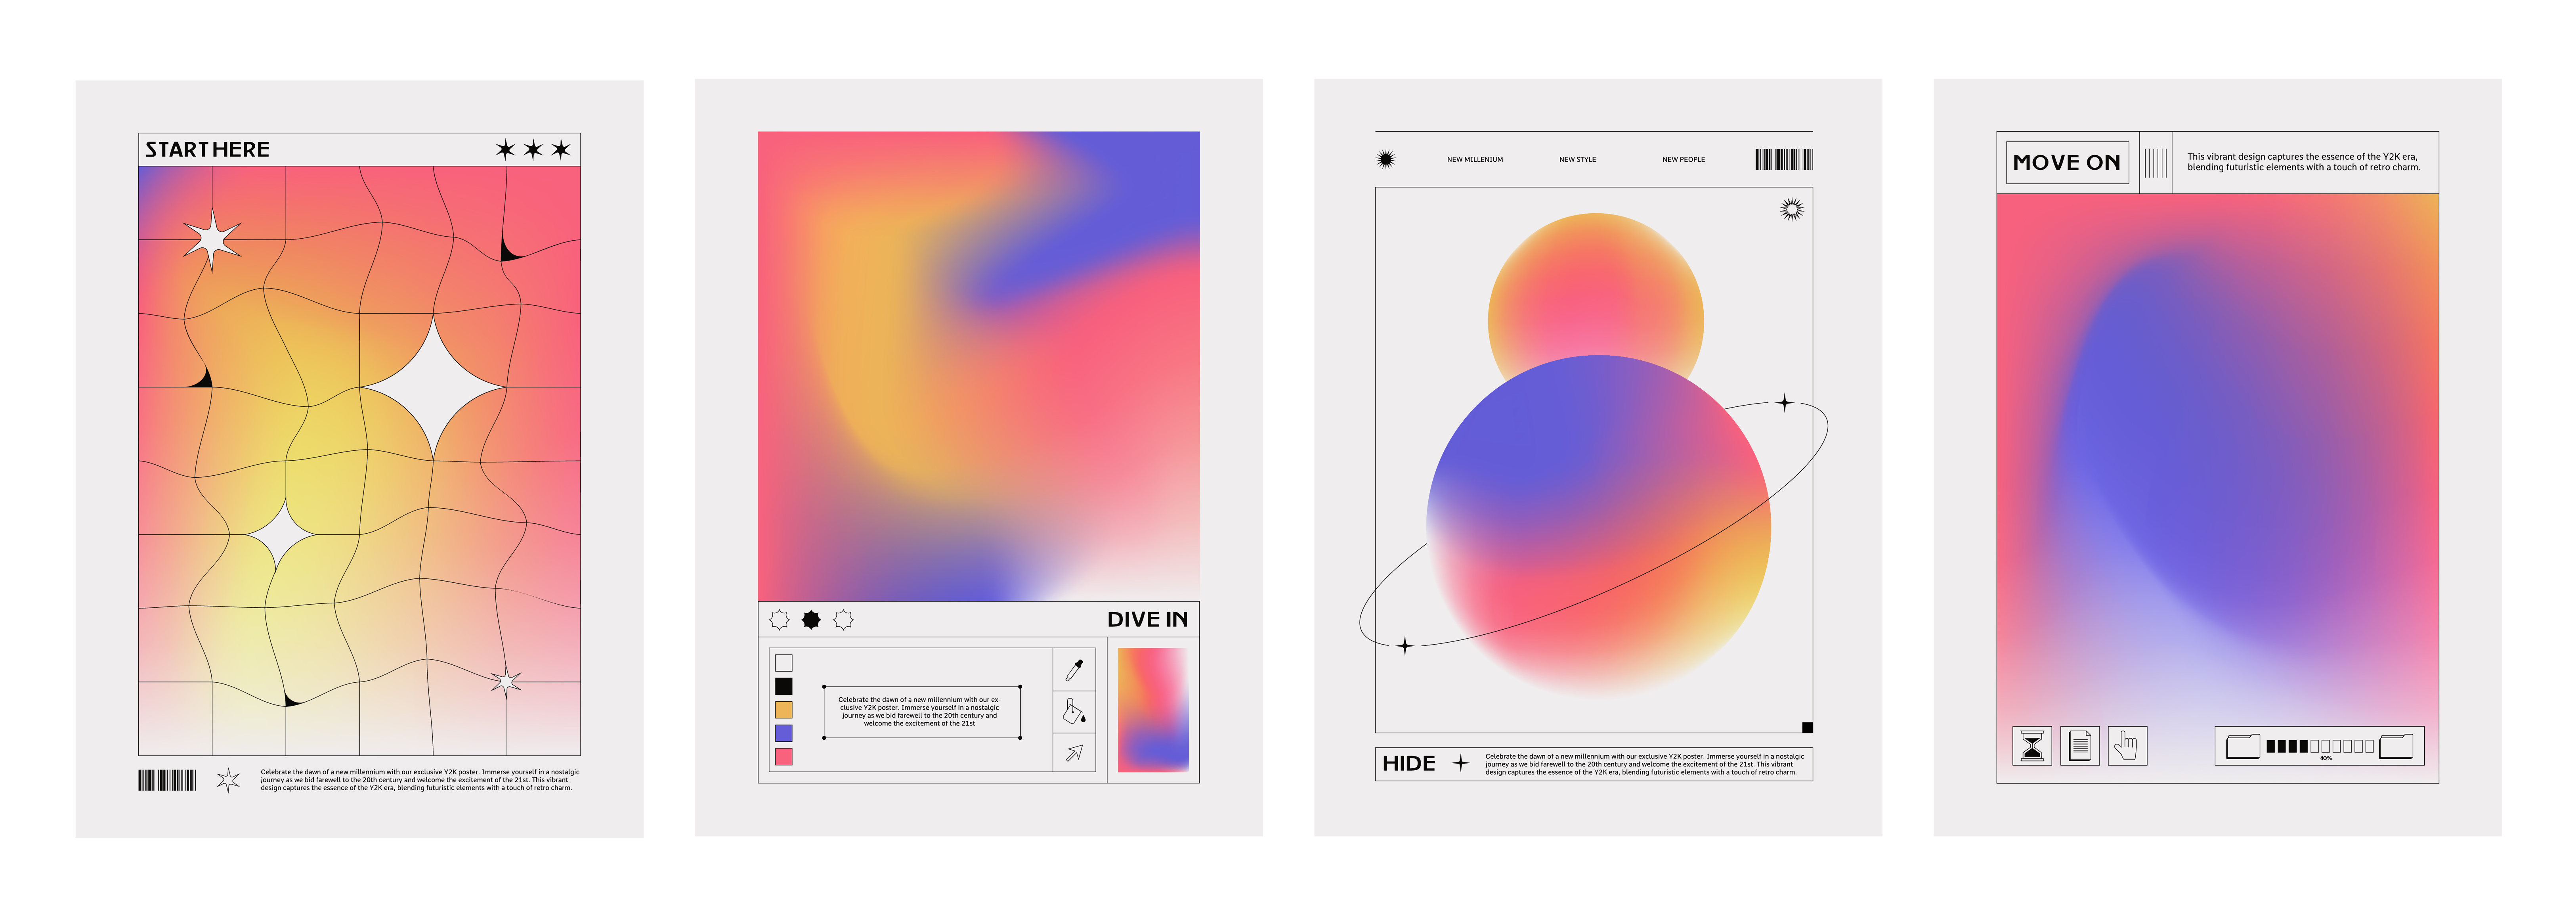 START HERE
Celebrate the dawn of a new millennium with our exclusive Y2K poster. Immerse yourself in a nostalgic
journey as we bid farewell to the 20th century and welcome the excitement of the 21st. This vibrant
design captures the essence of the Y2K era, blending futuristic elements with a touch of retro charm.
DIVE IN
Celebrate the dawn of a new millennium with our ex-
clusive Y2K poster. Immerse yourself in a nostalgic
journey as we bid farewell to the 20th century and
welcome the excitement of the 21st
NEW MILLENIUM
NEW STYLE
NEW PEOPLE
HIDE
Celebrate the dawn of a new millennium with our exclusive Y2K poster. Immerse yourself in a nostalgic
journey as we bid farewell to the 20th century and welcome the excitement of the 21st. This vibrant
design captures the essence of the Y2K era, blending futuristic elements with a touch of retro charm.
MOVE ON
This vibrant design captures the essence of the Y2K era,
blending futuristic elements with a touch of retro charm.